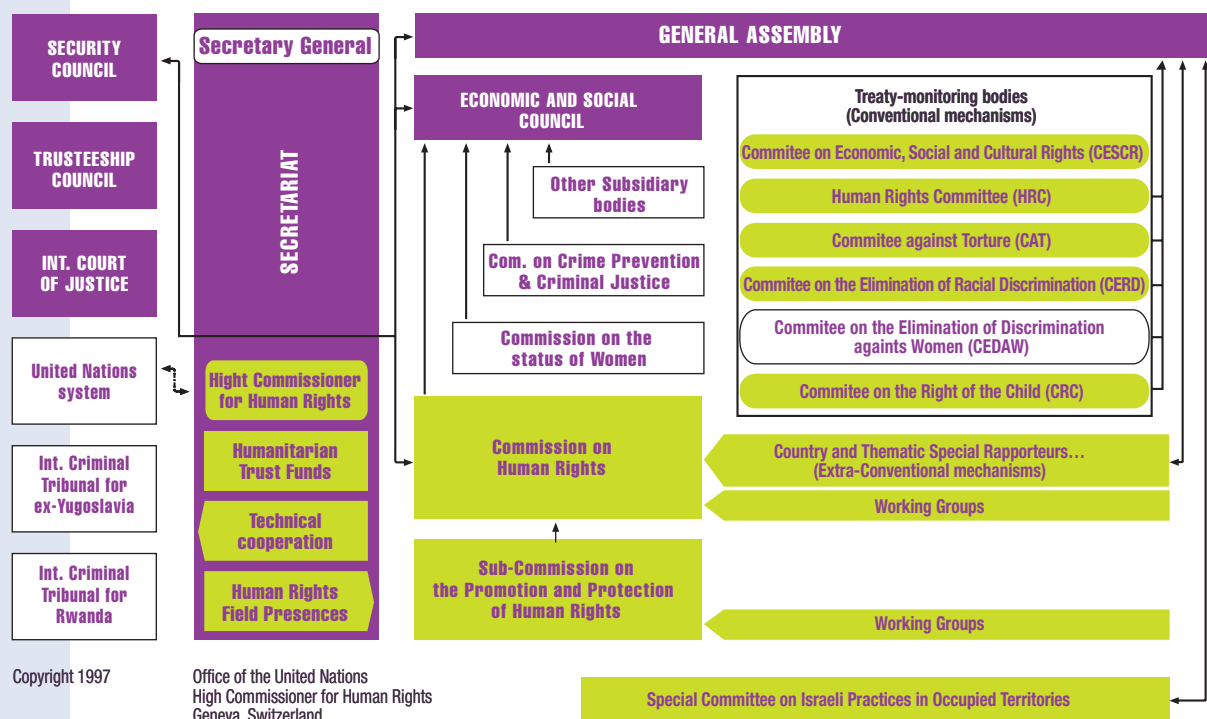 SECURITY
COUNCIL
TRUSTEESHIP
COUNCIL
INT. COURT
OF JUSTICE
United Nations
system
Int. Criminal
Tribunal for
ex-Yugoslavia
Int. Criminal
Tribunal for
Rwanda
Secretary General
SECRETARIAT
Hight Commissioner
for Human Rights
Humanitarian
Trust Funds
Technical
cooperation
Human Rights
Field Presences
GENERAL ASSEMBLY
ECONOMIC AND SOCIAL
COUNCIL
Other Subsidiary
bodies
Com. on Crime Prevention
& Criminal Justice
Commission on the
status of Women
Commission on
Human Rights
Sub-Commission on
the Promotion and Protection
of Human Rights
Treaty-monitoring bodies
(Conventional mechanisms)
Commitee on Economic, Social and Cultural Rights (CESCR)
Human Rights Committee (HRC)
Commitee against Torture (CAT)
Commitee on the Elimination of Racial Discrimination (CERD)
Commitee on the Elimination of Discrimination
againts Women (CEDAW)
Commitee on the Right of the Child (CRC)
Country and Thematic Special Rapporteurs...
(Extra-Conventional mechanisms)
Working Groups
Working Groups
Special Committee on Israeli Practices in Occupied Territories
Copyright 1997
Office of the United Nations
High Commissioner for Human Rights
Geneva, Switzerland